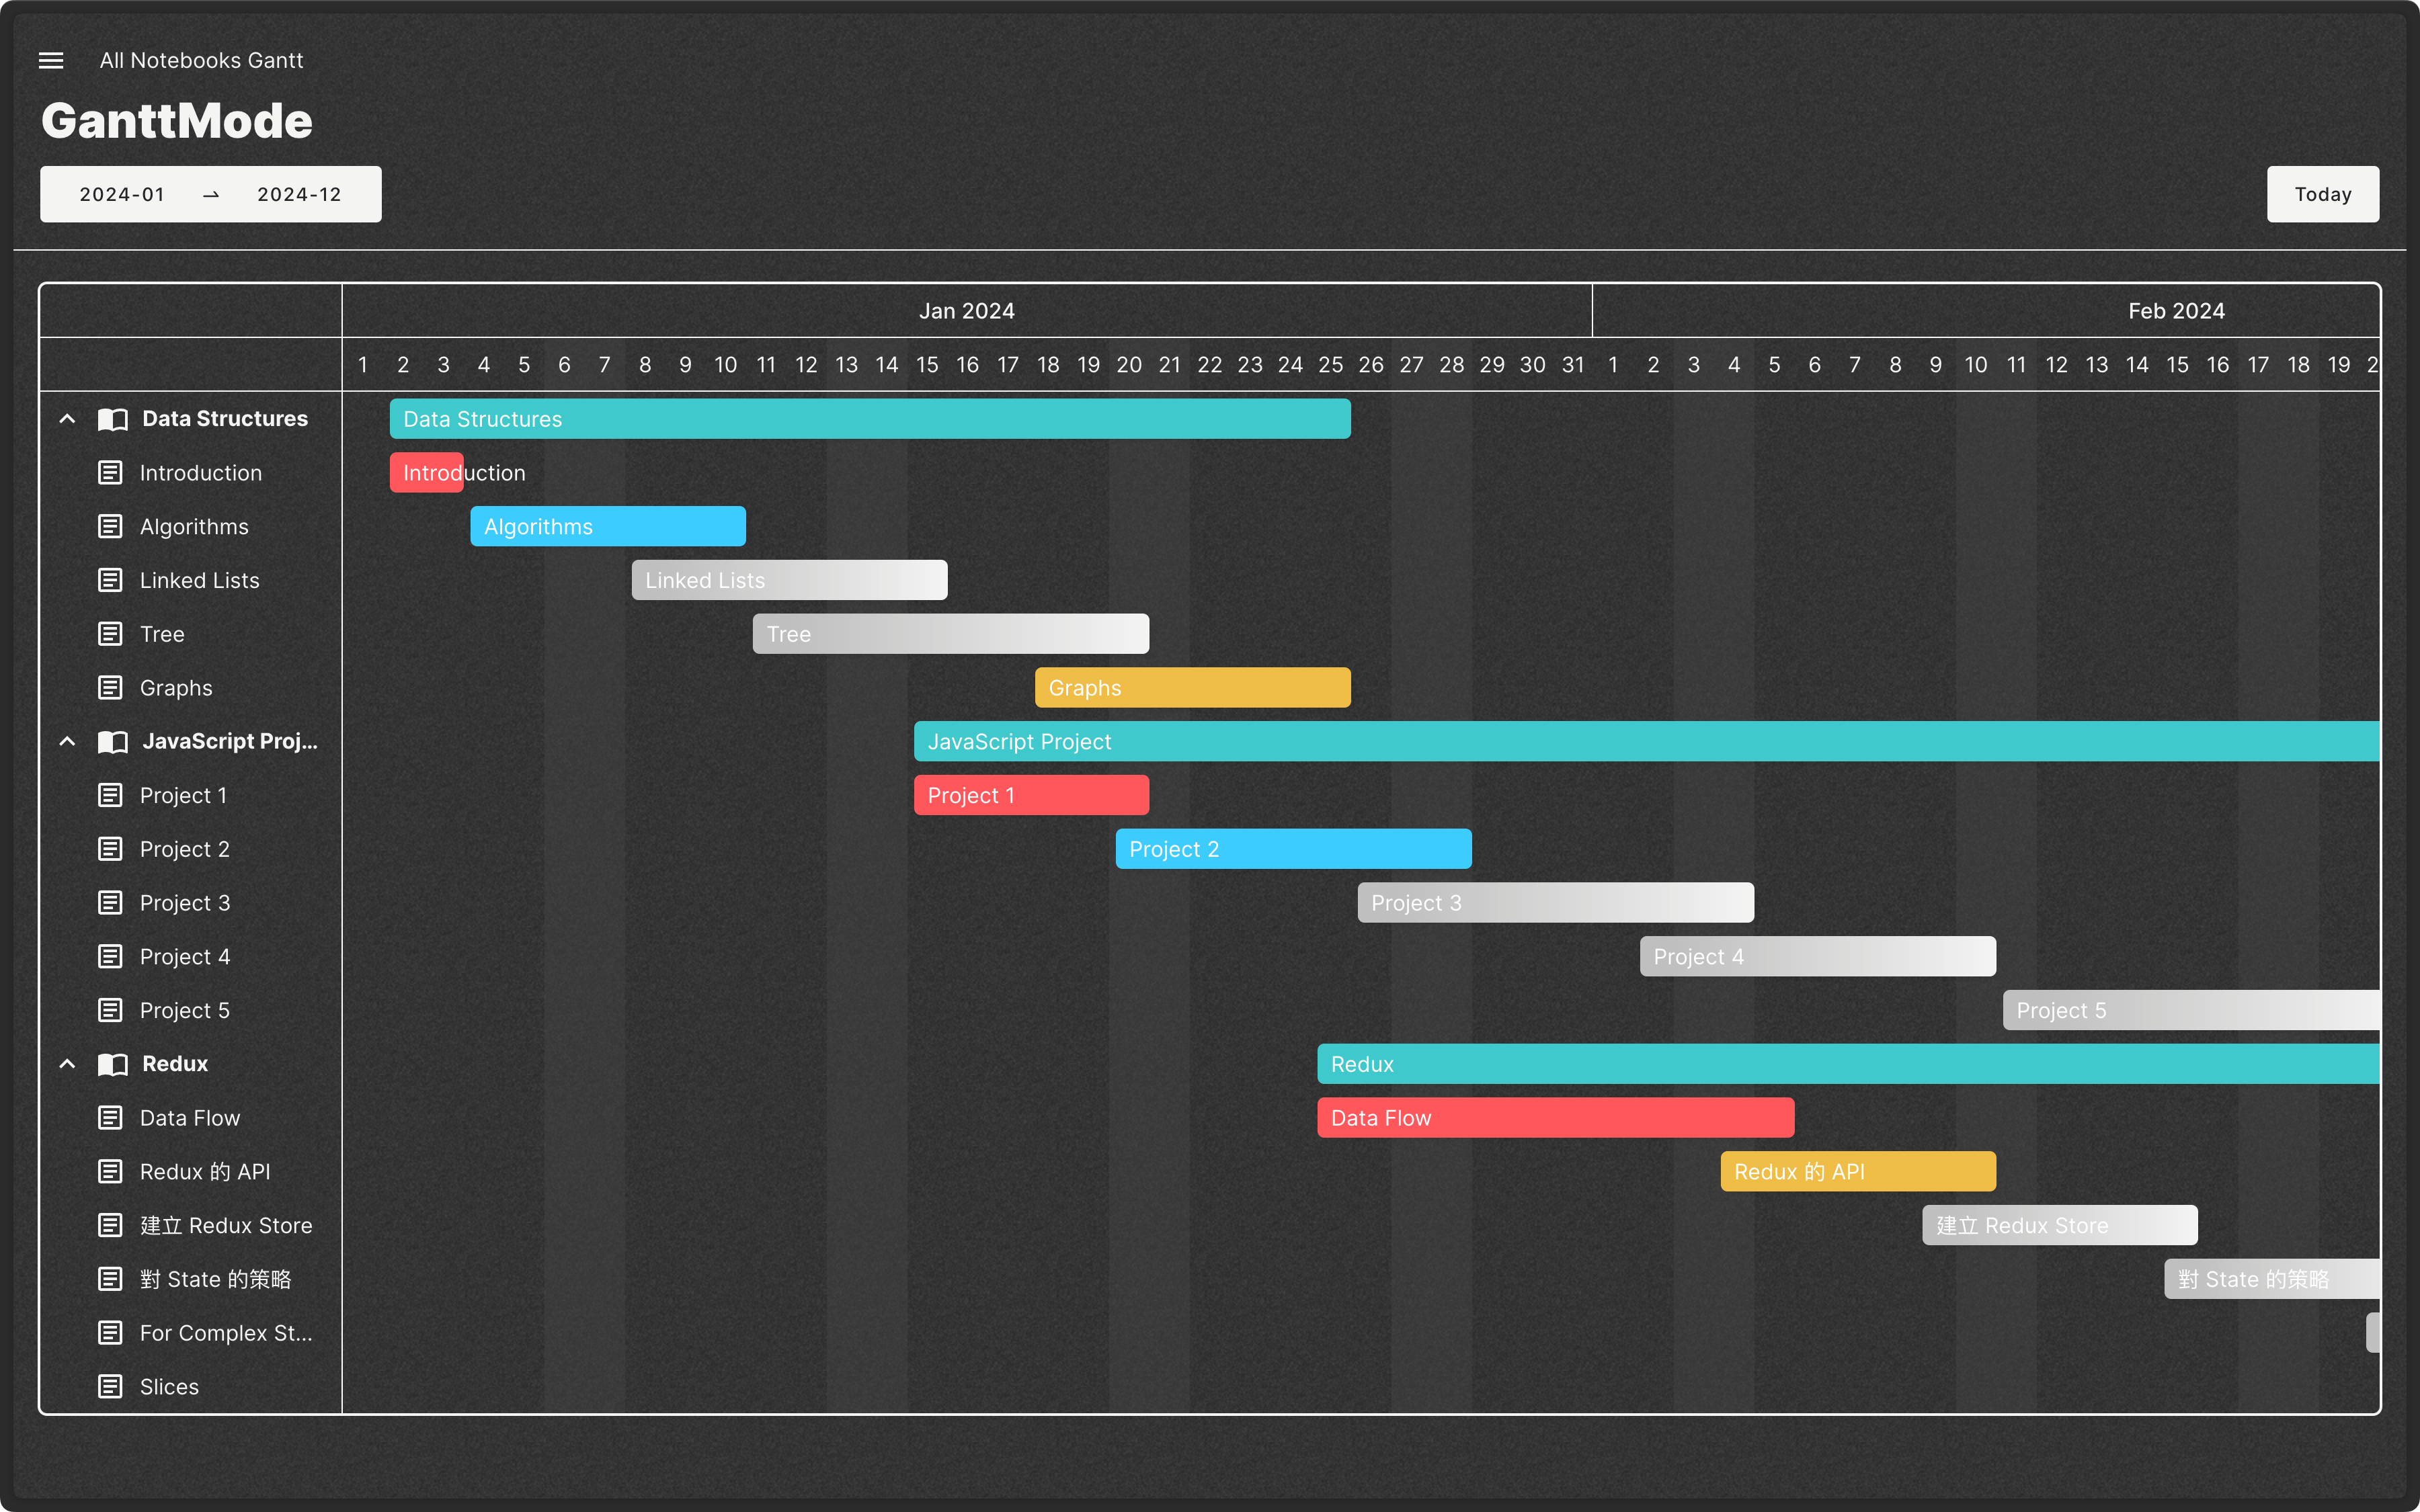 All Notebooks Gantt
GanttMode
2024-01 → 2024-12
Today
Jan 2024 Feb 2024
1 2 3 4 5 6 7 8 9 10 11 12 13 14 15 16 17 18 19 20 21 22 23 24 25 26 27 28 29 30 31 1 2 3 4 5 6 7 8 9 10 11 12 13 14 15 16 17 18 19 2
Data Structures Data Structures
Introduction Introduction
Algorithms Algorithms
Linked Lists Linked Lists
Tree Tree
Graphs Graphs
JavaScript Proj... JavaScript Project
Project 1 Project 1
Project 2 Project 2
Project 3 Project 3
Project 4 Project 4
Project 5 Project 5
Redux Redux
Data Flow Data Flow
Redux 的 API Redux 的 API
建立 Redux Store 建立 Redux Store
對 State 的策略 對 State 的策略
For Complex St...
Slices